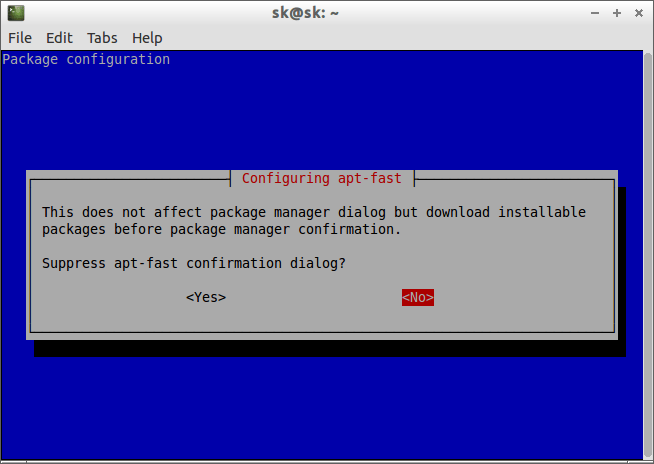 sk@sk: ~
File Edit Tabs Help
Package configuration
Configuring apt-fast
This does not affect package manager dialog but download installable
packages before package manager confirmation.
Suppress apt-fast confirmation dialog?
<Yes> <No>